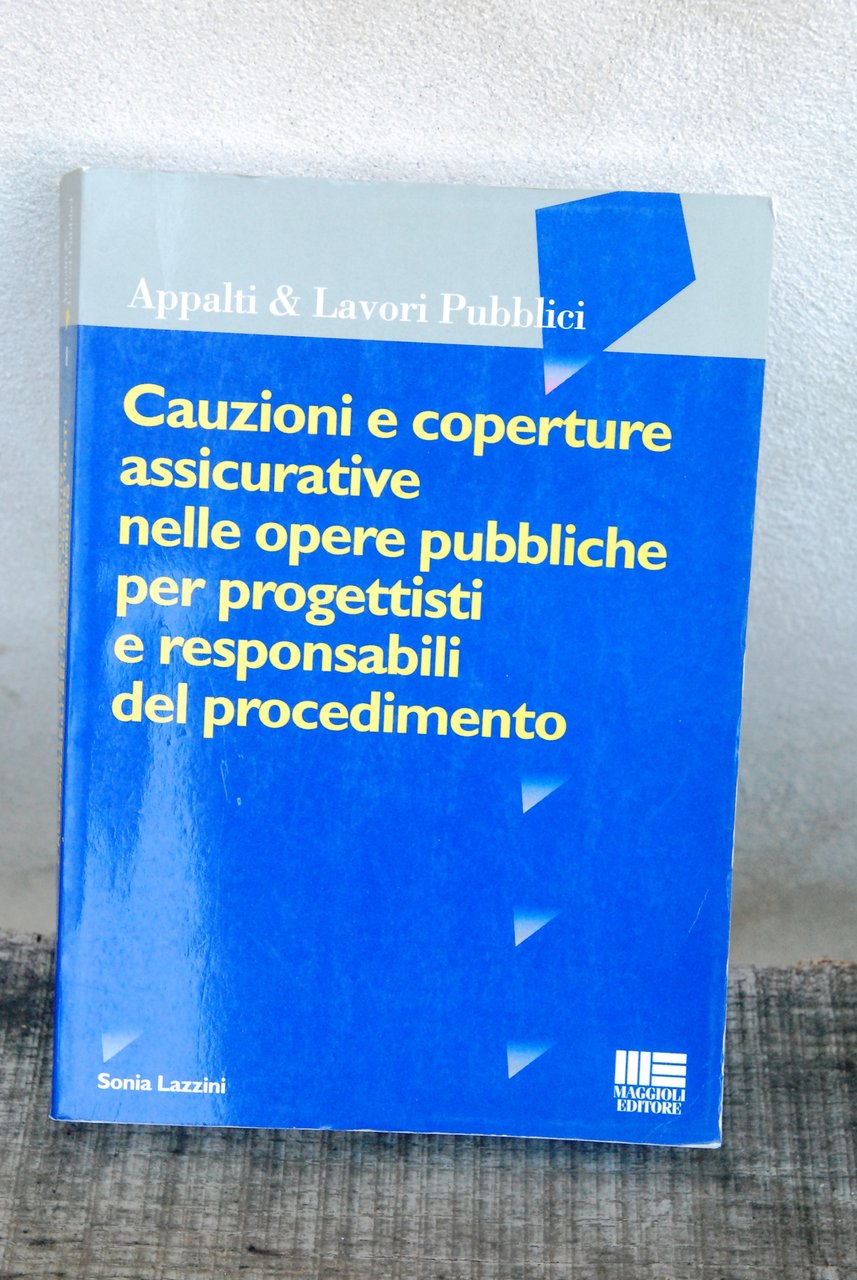 Appalti & Lavori Pubblici
Cauzioni e coperture
assicurative
nelle opere pubbliche
per progettisti
e responsabili
del procedimento
Sonia Lazzini
MAGGIOLI
EDITORE